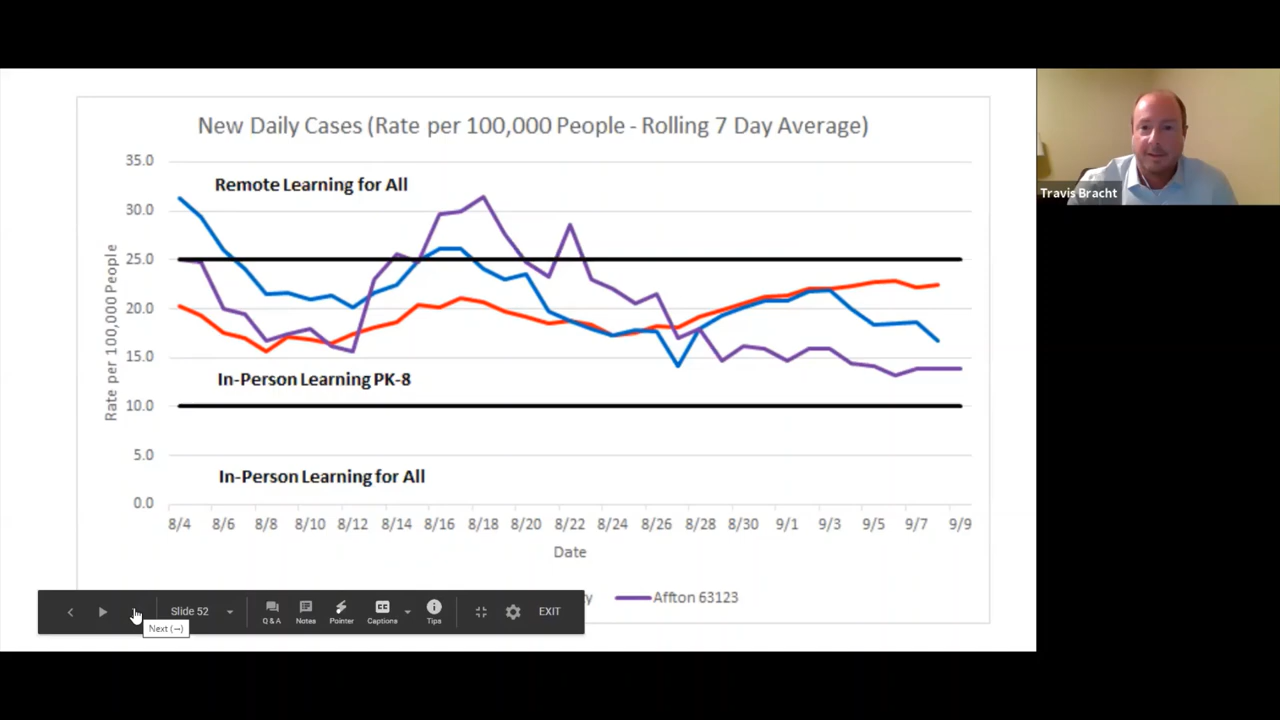 New Daily Cases (Rate per 100,000 People - Rolling 7 Day Average)
35.0
Remote Learning for All
30.0
25.0
20.0
15.0
In-Person Learning PK-8
10.0
5.0
In-Person Learning for All
0.0
Rate per 100,000 People
8/4 8/6 8/8 8/10 8/12 8/14 8/16 8/18 8/20 8/22 8/24 8/26 8/28 8/30 9/1 9/3 9/5 9/7 9/9
Date
Affton 63123
Slide 52
Q & A
Notes
Pointer
CC
Captions
Tips
EXIT
Next (→)
Travis Bracht